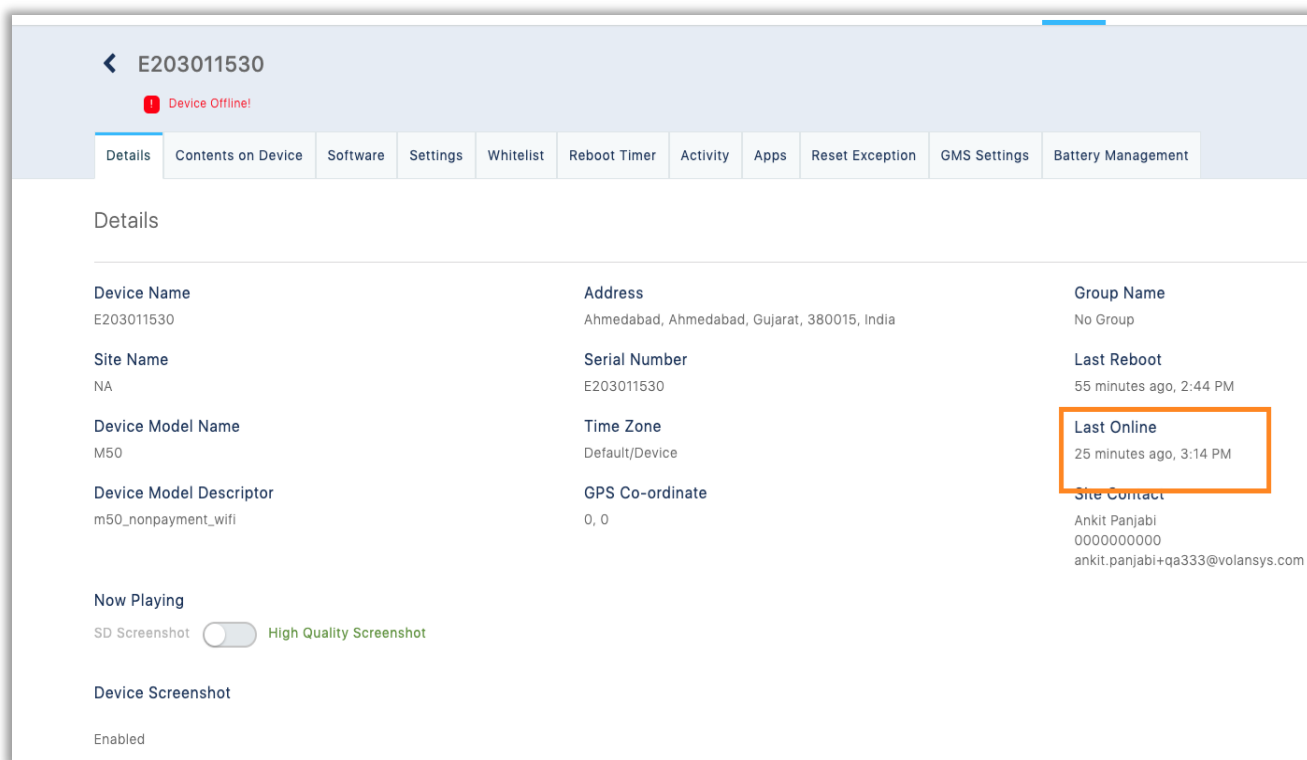 E203011530
! Device Offline!
Details Contents on Device Software Settings Whitelist Reboot Timer Activity Apps Reset Exception GMS Settings Battery Management
Details
Device Name Address Group Name
E203011530 Ahmedabad, Ahmedabad, Gujarat, 380015, India No Group
Site Name Serial Number Last Reboot
NA E203011530 55 minutes ago, 2:44 PM
Device Model Name Time Zone Last Online
M50 Default/Device 25 minutes ago, 3:14 PM
Device Model Descriptor GPS Co-ordinate Site Contact
m50_nonpayment_wifi 0, 0 Ankit Panjabi
0000000000
ankit.panjabi+qa333@volansys.com
Now Playing
SD Screenshot High Quality Screenshot
Device Screenshot
Enabled